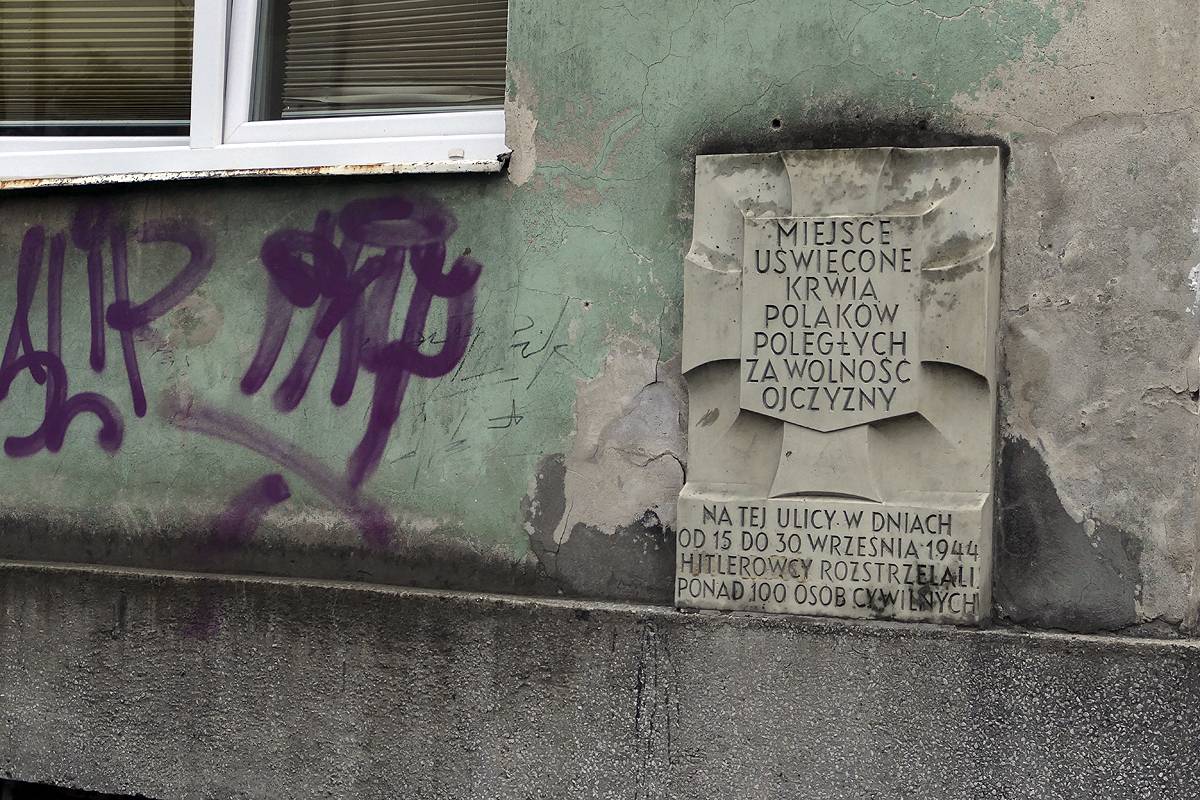 MIEJSCE
UŚWIĘCONE
KRWIĄ
POLAKÓW
POLEGŁYCH
ZA WOLNOŚĆ
OJCZYZNY
NA TEJ ULICY W DNIACH
OD 15 DO 30 WRZEŚNIA 1944
HITLEROWCY ROZSTRZELALI
PONAD 100 OSÓB CYWILNYCH